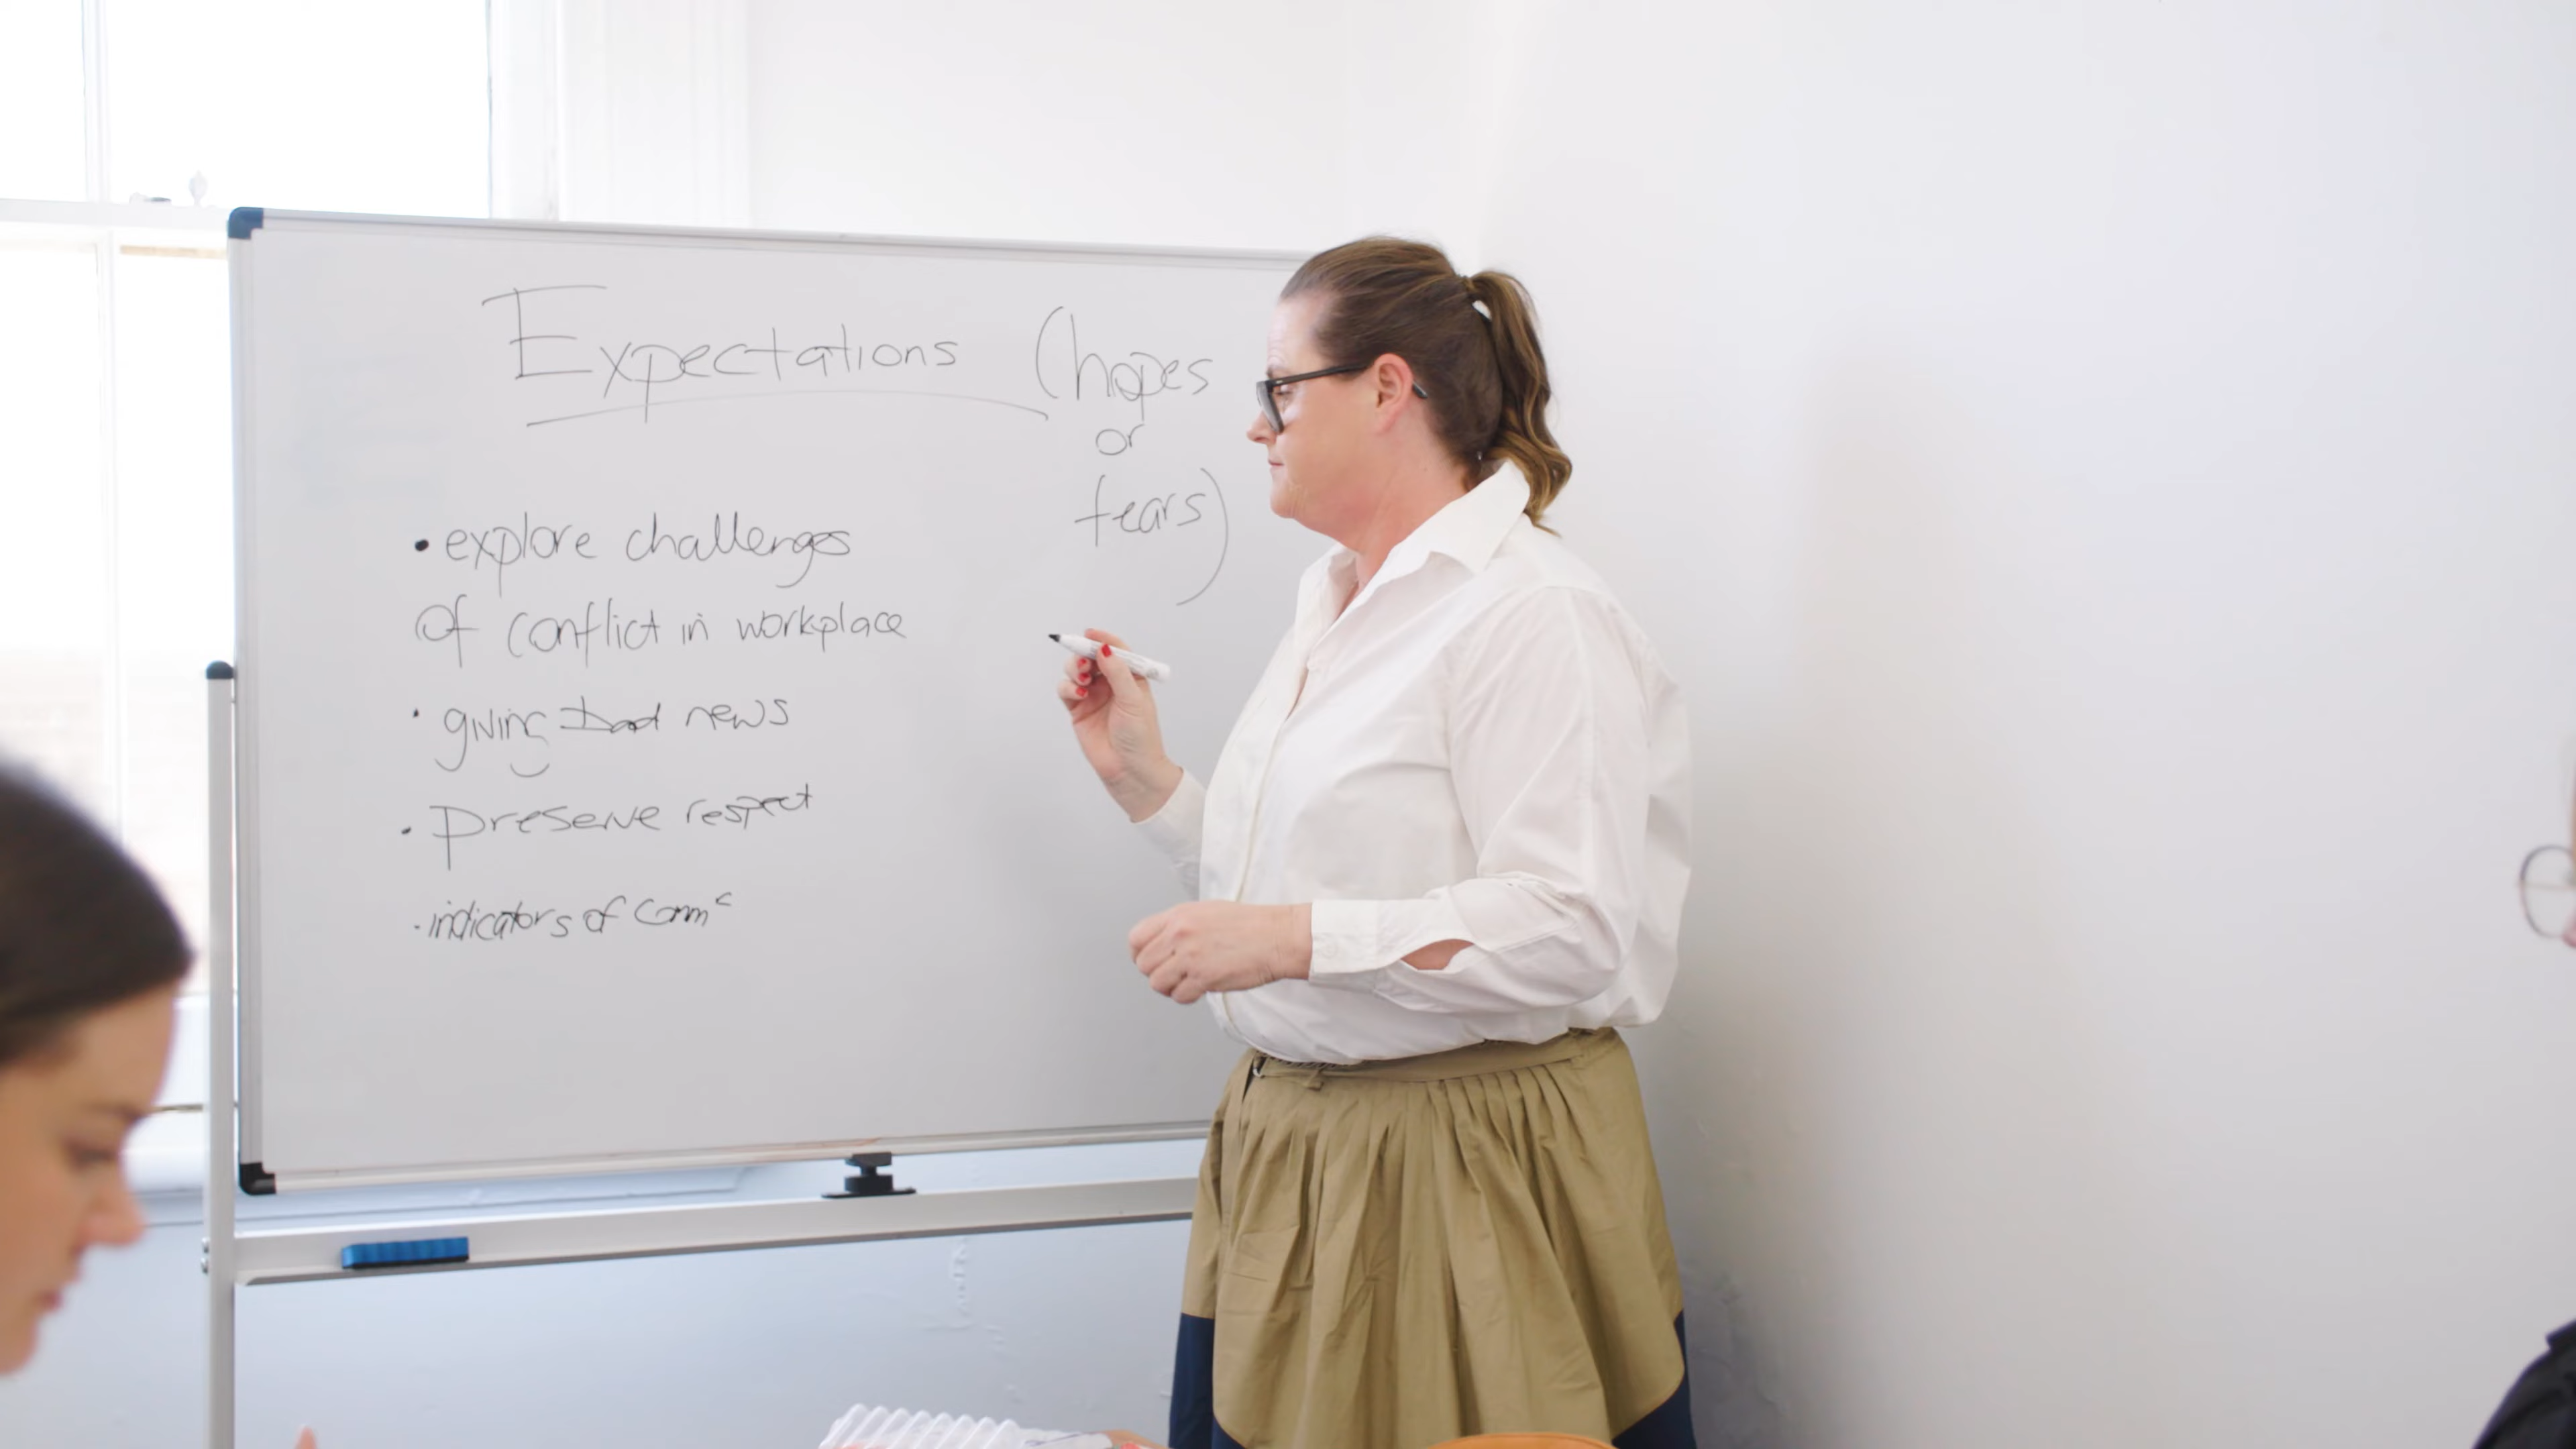 Expectations (hopes
or
fears)
• explore challenges
of conflict in workplace
• giving bad news
• preserve respect
• indicators of comm c